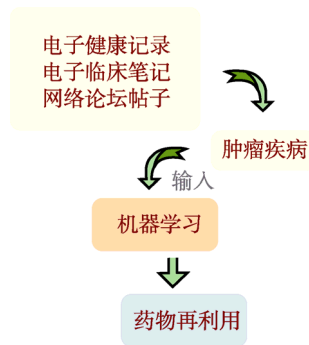 电子健康记录
电子临床笔记
网络论坛帖子
肿瘤疾病
输入
机器学习
药物再利用